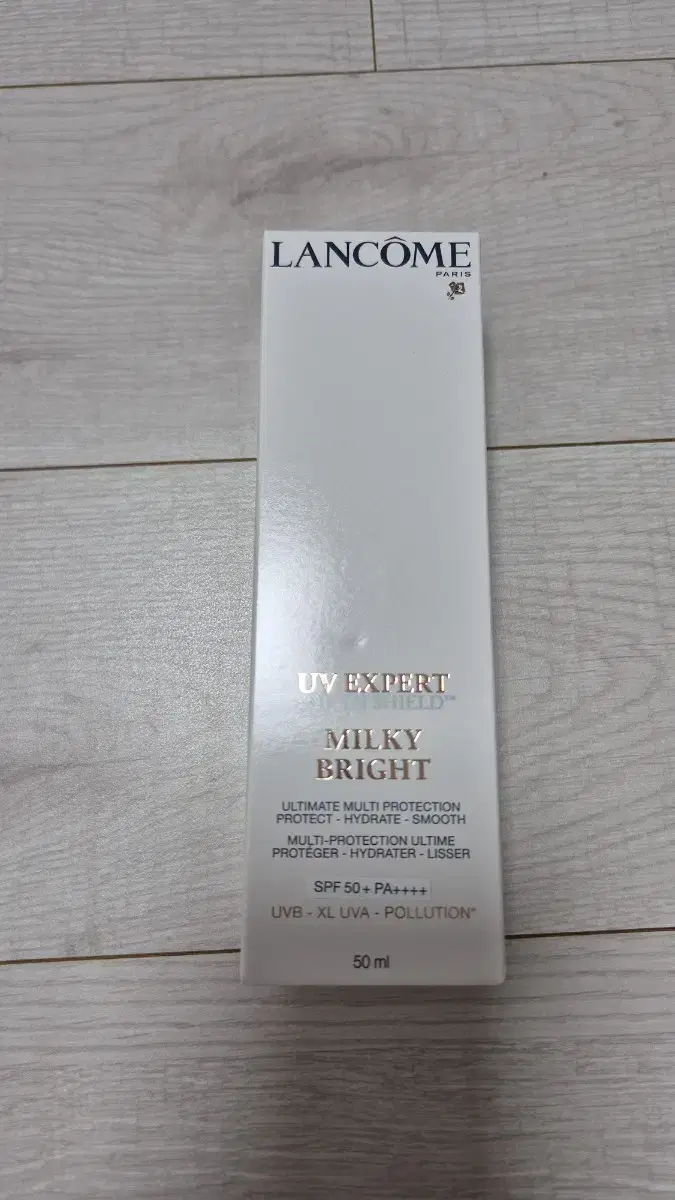 LANCÔME
PARIS
UV EXPERT
SHIELD™
MILKY
BRIGHT
ULTIMATE MULTI PROTECTION
PROTECT - HYDRATE - SMOOTH
MULTI-PROTECTION ULTIME
PROTÉGER - HYDRATER - LISSER
SPF 50+ PA++++
UVB - XL UVA - POLLUTION*
50 ml